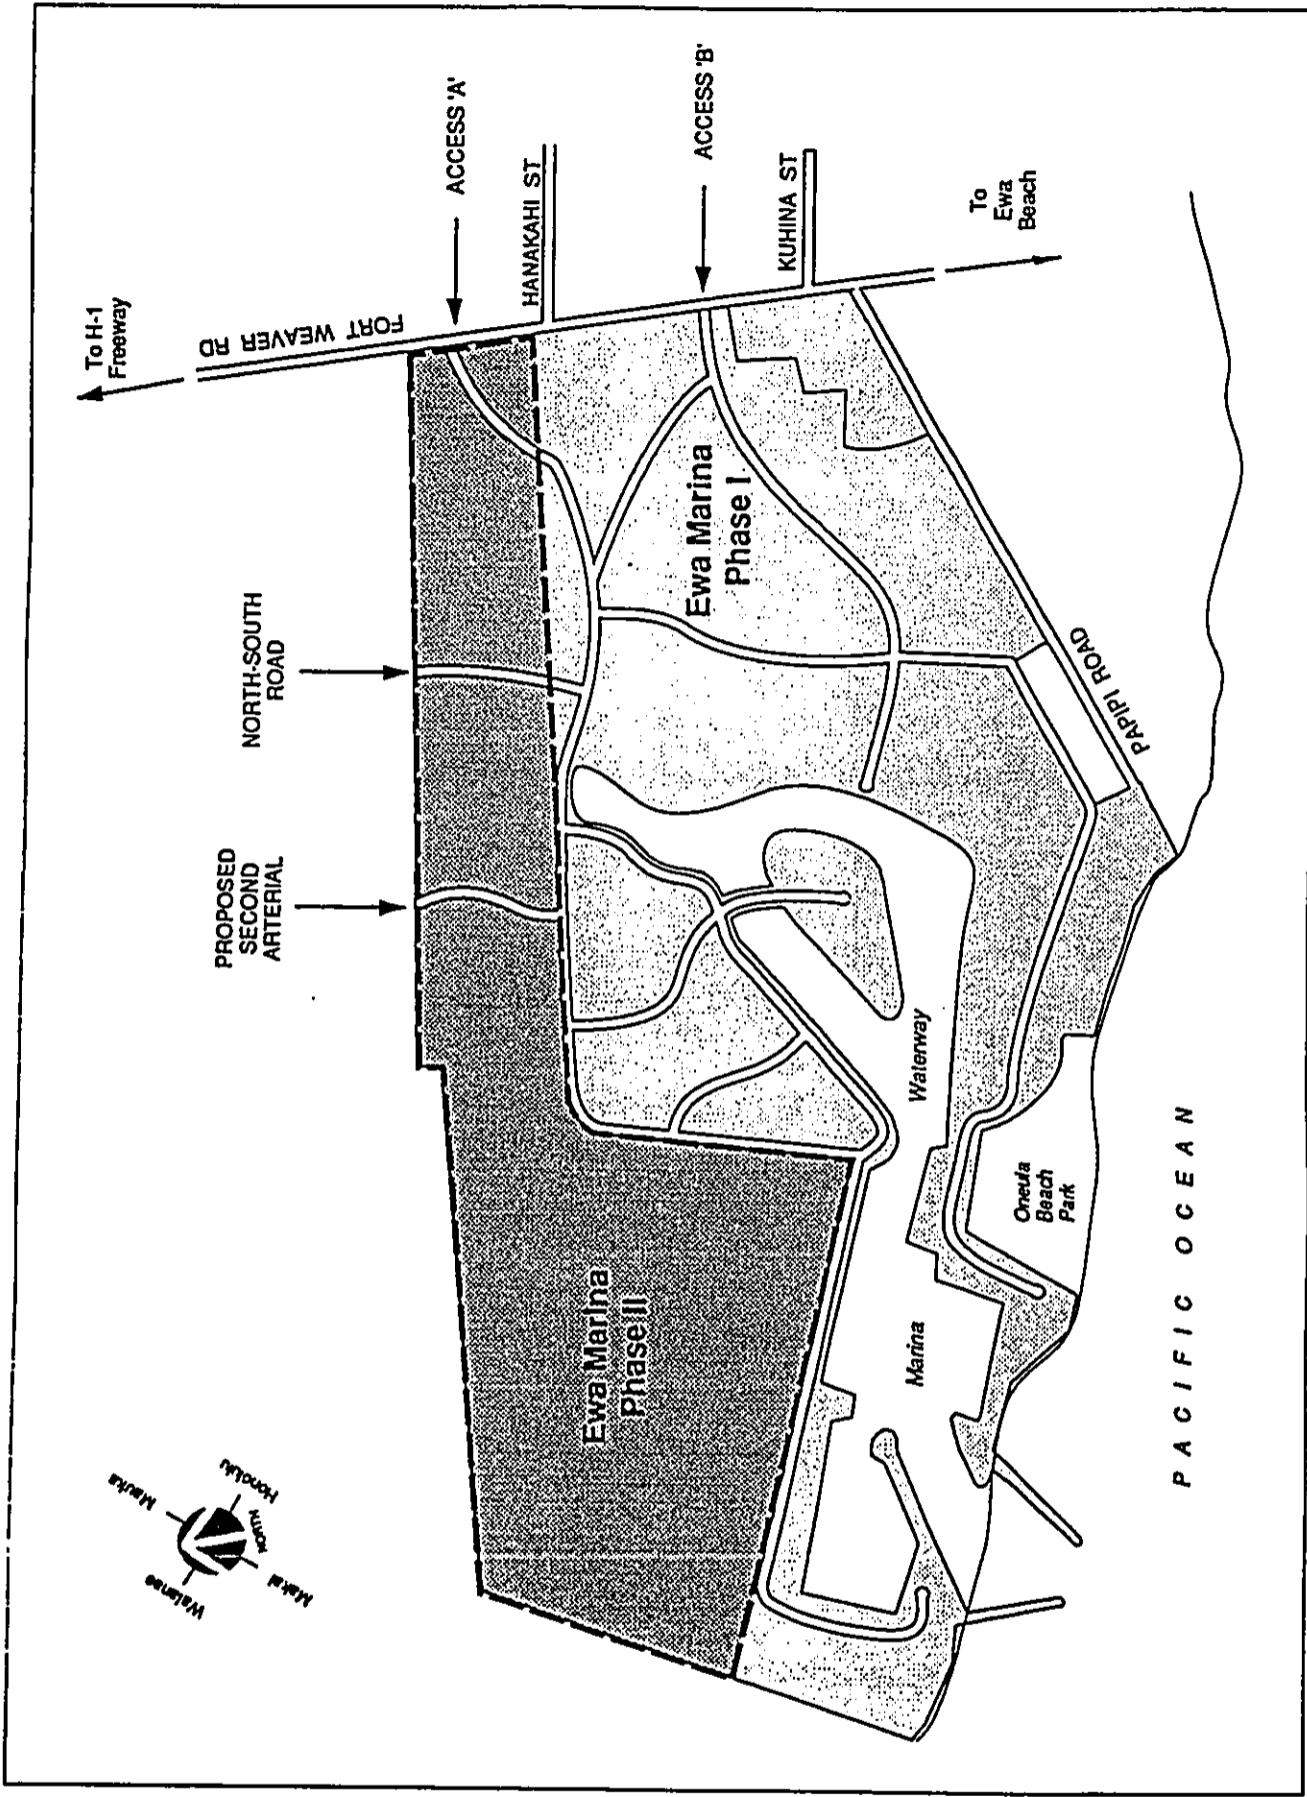 To H-1
Freeway
FORT WEAVER RD
ACCESS 'A'
HANAKAHI ST
ACCESS 'B'
KUHINA ST
To
Ewa
Beach
NORTH-SOUTH
ROAD
PROPOSED
SECOND
ARTERIAL
Ewa Marina
Phase I
PAPIPI ROAD
Waterway
Ewa Marina
Phase II
Oneula
Beach
Park
Marina
PACIFIC OCEAN
Mauka
Honolulu
NORTH
Waianae
Makai